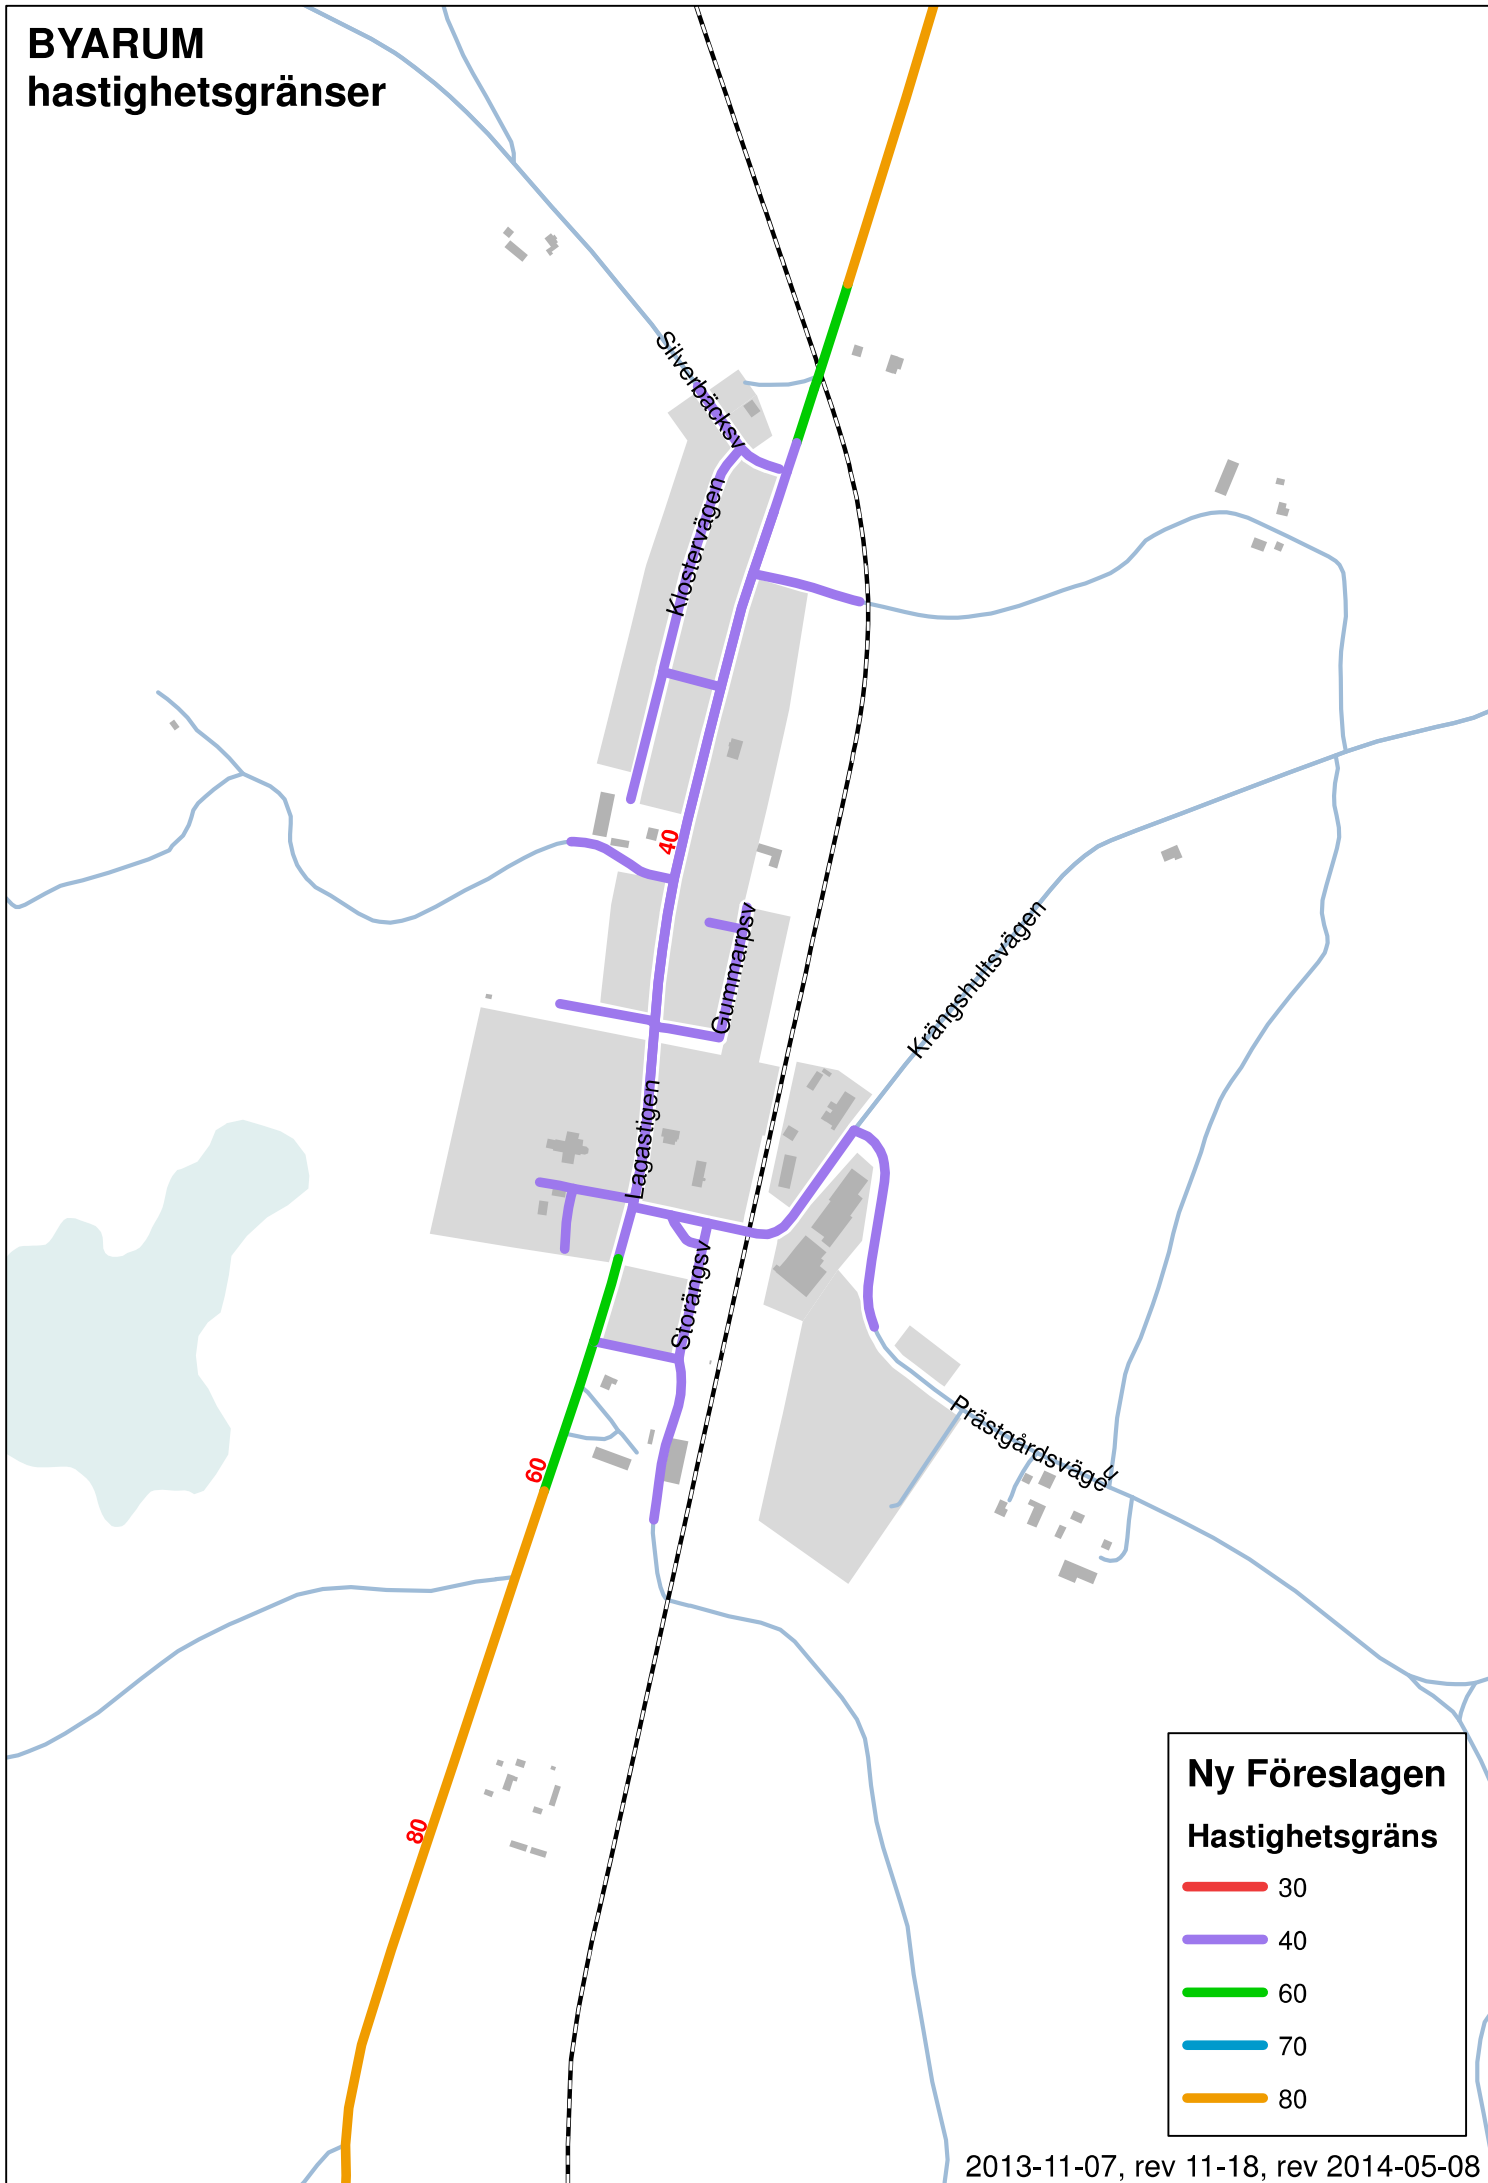 BYARUM
hastighetsgränser
Silverbäcksv
Klostervägen
40
Gummarpsv
Krängshultsvägen
Lagastigen
Storängsv
Prästgårdsvägen
60
80
Ny Föreslagen
Hastighetsgräns
30
40
60
70
80
2013-11-07, rev 11-18, rev 2014-05-08